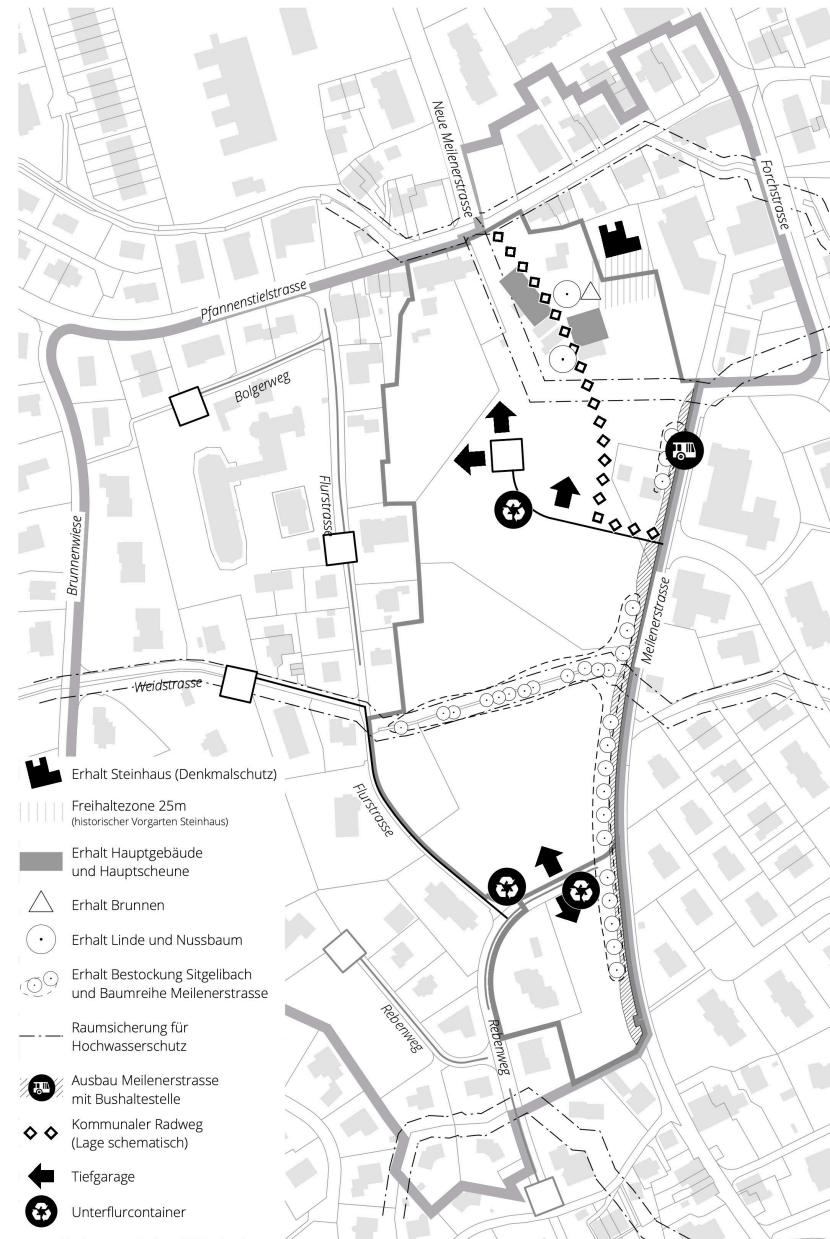 Neue Meilenerstrasse
Forchstrasse
Pfannenstielstrasse
Bolgerweg
Flurstrasse
Brunnenwiese
Meilenerstrasse
Weidstrasse
Flurstrasse
Rebenweg
Rebenweg
Erhalt Steinhaus (Denkmalschutz)
Freihaltezone 25m
(historischer Vorgarten Steinhaus)
Erhalt Hauptgebäude
und Hauptscheune
Erhalt Brunnen
Erhalt Linde und Nussbaum
Erhalt Bestockung Sitgelibach
und Baumreihe Meilenerstrasse
Raumsicherung für
Hochwasserschutz
Ausbau Meilenerstrasse
mit Bushaltestelle
Kommunaler Radweg
(Lage schematisch)
Tiefgarage
Unterflurcontainer